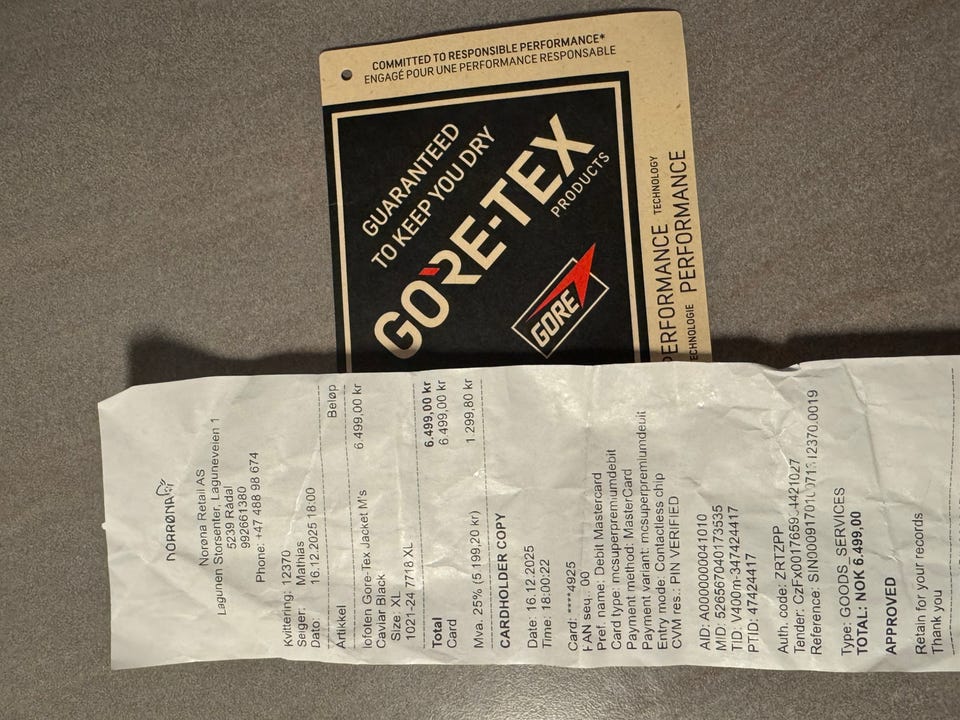 COMMITTED TO RESPONSIBLE PERFORMANCE*
ENGAGÉ POUR UNE PERFORMANCE RESPONSABLE
GUARANTEED
TO KEEP YOU DRY
GORE-TEX
PRODUCTS
GORE
PERFORMANCE TECHNOLOGY
TECHNOLOGIE PERFORMANCE
NORRØNA
Norøna Retail AS
Lagunen Storsenter, Laguneveien 1
5239 Rådal
992661380
Phone: +47 488 98 674
Kvittering: 12370
Selger: Mathias
Dato 16.12.2025 18:00
Artikkel Beløp
lofoten Gore-Tex Jacket M's 6.499,00 kr
Caviar Black
Size: XL
1021-24 7718 XL
Total 6.499,00 kr
Card 6.499,00 kr
Mva. 25% (5.199,20 kr) 1.299,80 kr
CARDHOLDER COPY
Date: 16.12.2025
Time: 18:00:22
Card: ****4925
PAN seq.: 00
Pref. name: Debit Mastercard
Card type: mcsuperpremiumdebit
Payment method: MasterCard
Payment variant: mcsuperpremiumdebit
Entry mode: Contactless chip
CVM res.: PIN VERIFIED
AID: A0000000041010
MID: 526567040173535
TID: V400m-347424417
PTID: 47424417
Auth. code: ZRTZPP
Tender:
Reference:
Type: GOODS_SERVICES
TOTAL: NOK 6.499,00
APPROVED
Retain for your records
Thank you